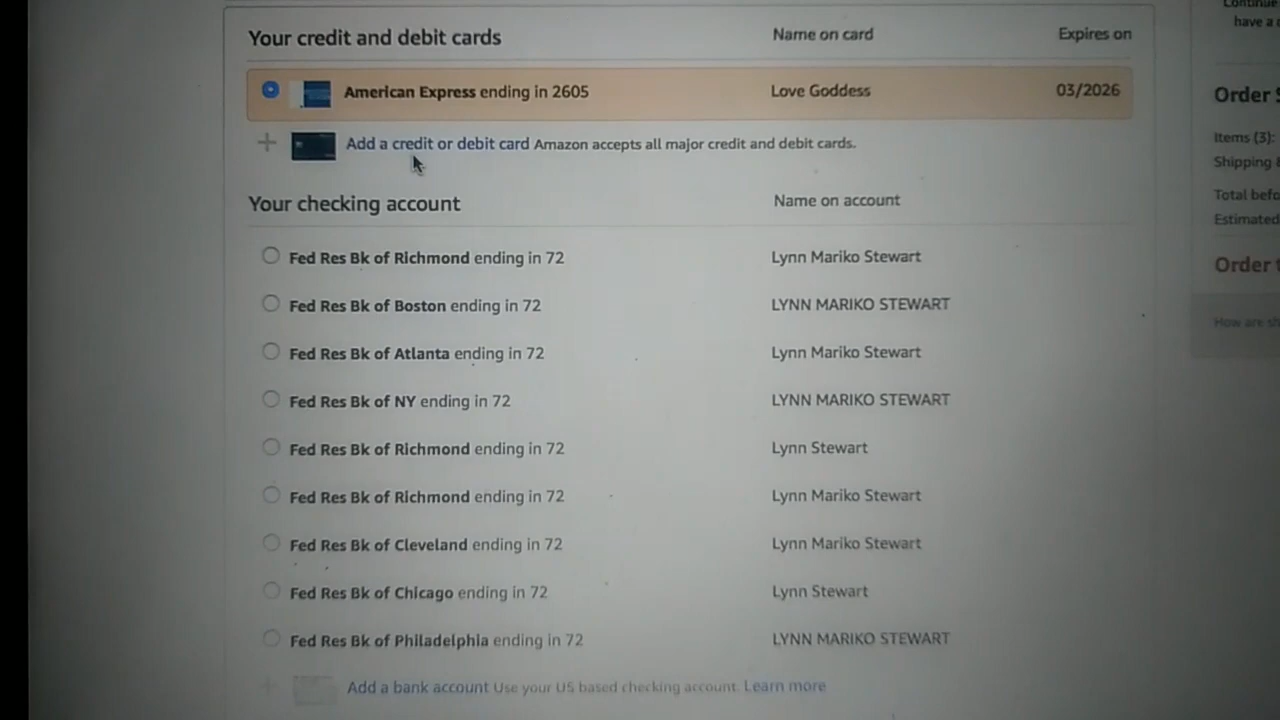 Continue
have a
Your credit and debit cards Name on card Expires on
American Express ending in 2605 Love Goddess 03/2026
Add a credit or debit card Amazon accepts all major credit and debit cards.
Your checking account Name on account
Fed Res Bk of Richmond ending in 72 Lynn Mariko Stewart
Fed Res Bk of Boston ending in 72 LYNN MARIKO STEWART
Fed Res Bk of Atlanta ending in 72 Lynn Mariko Stewart
Fed Res Bk of NY ending in 72 LYNN MARIKO STEWART
Fed Res Bk of Richmond ending in 72 Lynn Stewart
Fed Res Bk of Richmond ending in 72 Lynn Mariko Stewart
Fed Res Bk of Cleveland ending in 72 Lynn Mariko Stewart
Fed Res Bk of Chicago ending in 72 Lynn Stewart
Fed Res Bk of Philadelphia ending in 72 LYNN MARIKO STEWART
Add a bank account Use your US based checking account. Learn more
Order
Items (3):
Shipping
Total
Estimated
Order
How are